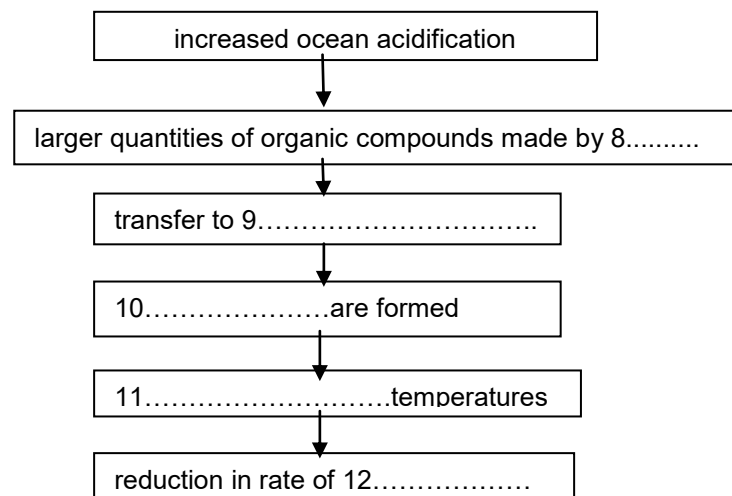 increased ocean acidification
larger quantities of organic compounds made by 8..........
transfer to 9…………………………..
10…………………are formed
11……………………….temperatures
reduction in rate of 12………………